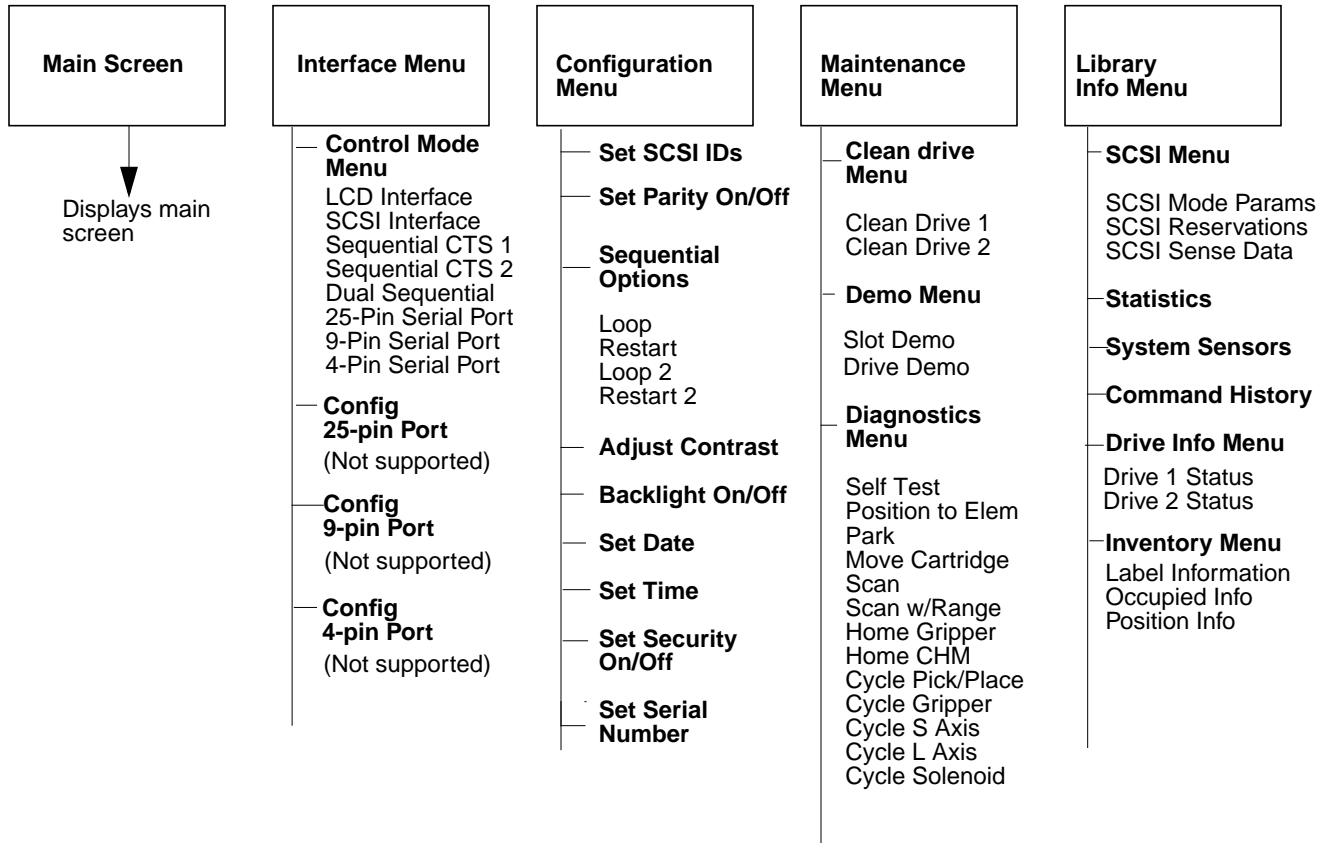 Main Screen
Displays main
screen
Interface Menu
Control Mode
Menu
LCD Interface
SCSI Interface
Sequential CTS 1
Sequential CTS 2
Dual Sequential
25-Pin Serial Port
9-Pin Serial Port
4-Pin Serial Port
Config
25-pin Port
(Not supported)
Config
9-pin Port
(Not supported)
Config
4-pin Port
(Not supported)
Configuration
Menu
Set SCSI IDs
Set Parity On/Off
Sequential
Options
Loop
Restart
Loop 2
Restart 2
Adjust Contrast
Backlight On/Off
Set Date
Set Time
Set Security
On/Off
Set Serial
Number
Maintenance
Menu
Clean drive
Menu
Clean Drive 1
Clean Drive 2
Demo Menu
Slot Demo
Drive Demo
Diagnostics
Menu
Self Test
Position to Elem
Park
Move Cartridge
Scan
Scan w/Range
Home Gripper
Home CHM
Cycle Pick/Place
Cycle Gripper
Cycle S Axis
Cycle L Axis
Cycle Solenoid
Library
Info Menu
SCSI Menu
SCSI Mode Params
SCSI Reservations
SCSI Sense Data
Statistics
System Sensors
Command History
Drive Info Menu
Drive 1 Status
Drive 2 Status
Inventory Menu
Label Information
Occupied Info
Position Info